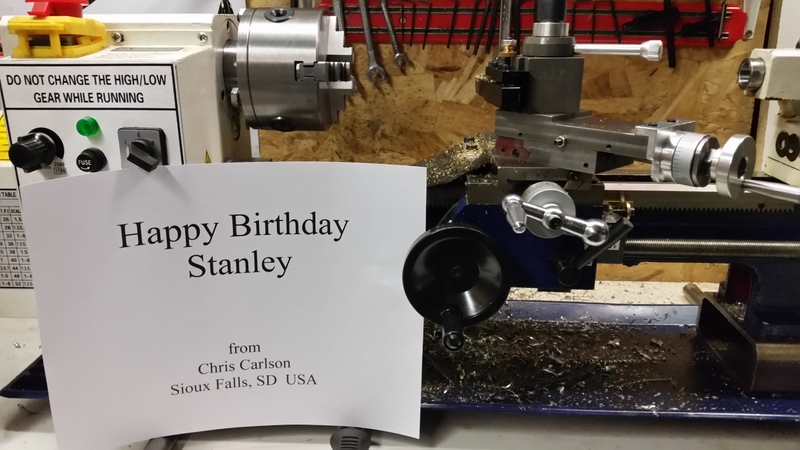 DO NOT CHANGE THE HIGH/LOW
GEAR WHILE RUNNING
FUSE
TABLE
Happy Birthday
Stanley
from
Chris Carlson
Sioux Falls, SD USA